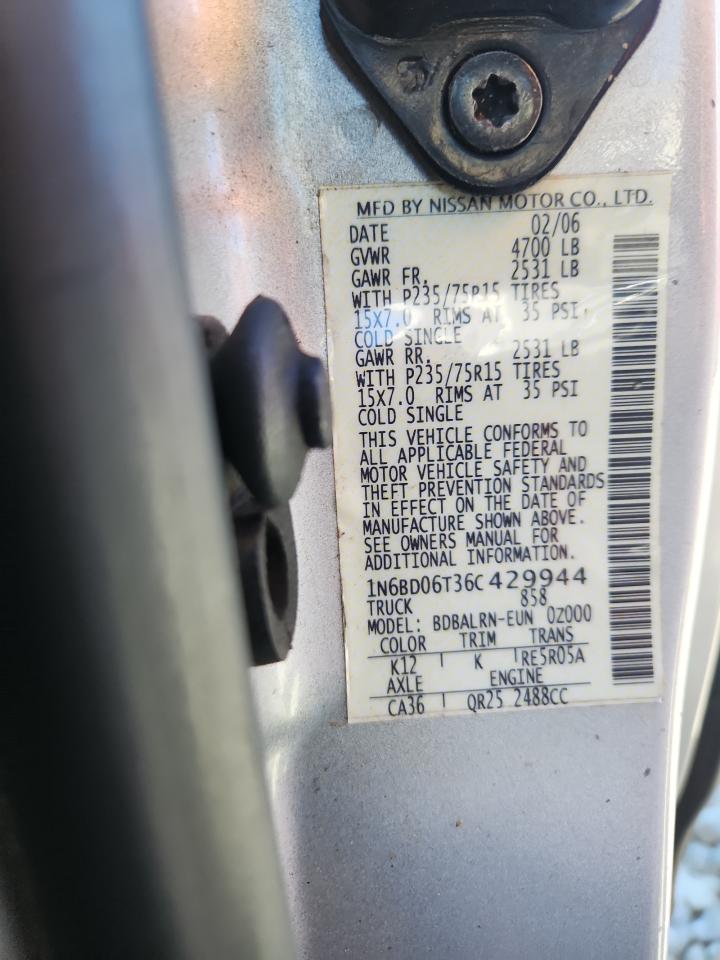 MFD BY NISSAN MOTOR CO., LTD.
DATE 02/06
GVWR 4700 LB
GAWR FR. 2531 LB
WITH P235/75R15 TIRES
15X7.0 RIMS AT 35 PSI
COLD SINGLE
GAWR RR. 2531 LB
WITH P235/75R15 TIRES
15X7.0 RIMS AT 35 PSI
COLD SINGLE
THIS VEHICLE CONFORMS TO
ALL APPLICABLE FEDERAL
MOTOR VEHICLE SAFETY AND
THEFT PREVENTION STANDARDS
IN EFFECT ON THE DATE OF
MANUFACTURE SHOWN ABOVE.
SEE OWNERS MANUAL FOR
ADDITIONAL INFORMATION.
1N6BD06T36C429944
TRUCK 858
MODEL: BDBALRN-EUN 0Z000
COLOR TRIM TRANS
K12 K RE5R05A
AXLE ENGINE
CA36 QR25 2488CC